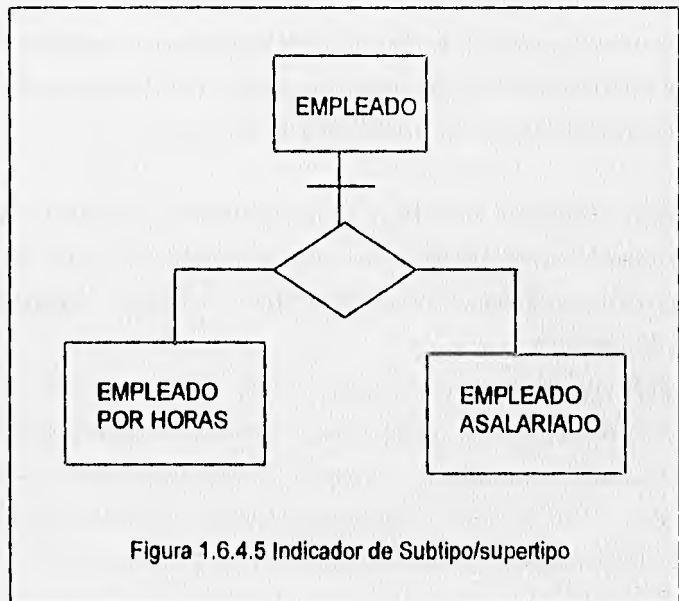 EMPLEADO
EMPLEADO
POR HORAS
EMPLEADO
ASALARIADO
Figura 1.6.4.5 Indicador de Subtipo/supertipo